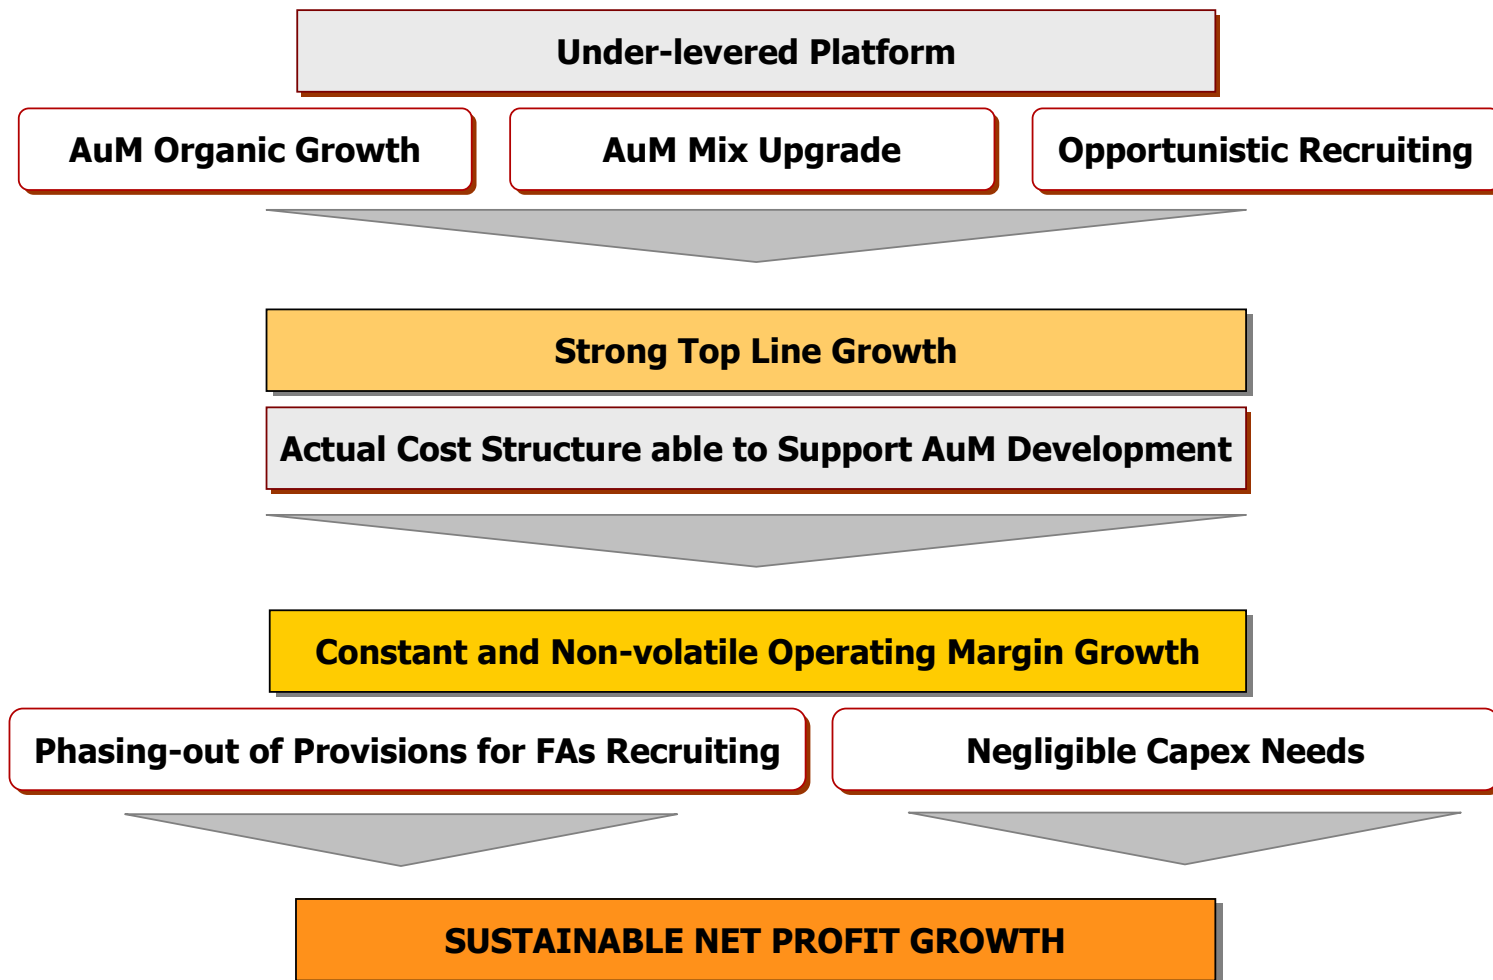 Under-levered Platform
AuM Organic Growth
AuM Mix Upgrade
Opportunistic Recruiting
Strong Top Line Growth
Actual Cost Structure able to Support AuM Development
Constant and Non-volatile Operating Margin Growth
Phasing-out of Provisions for FAs Recruiting
Negligible Capex Needs
SUSTAINABLE NET PROFIT GROWTH